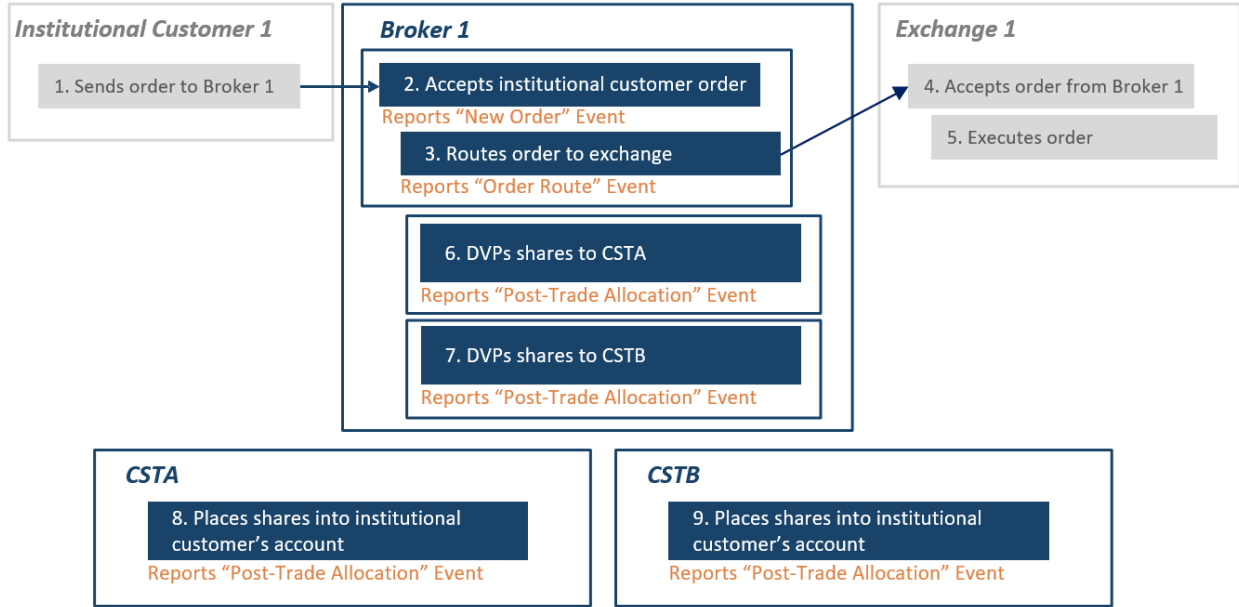 Institutional Customer 1
1. Sends order to Broker 1
Broker 1
2. Accepts institutional customer order
Reports “New Order” Event
3. Routes order to exchange
Reports “Order Route” Event
Exchange 1
4. Accepts order from Broker 1
5. Executes order
6. DVPs shares to CSTA
Reports “Post-Trade Allocation” Event
7. DVPs shares to CSTB
Reports “Post-Trade Allocation” Event
CSTA
8. Places shares into institutional
customer’s account
Reports “Post-Trade Allocation” Event
CSTB
9. Places shares into institutional
customer’s account
Reports “Post-Trade Allocation” Event